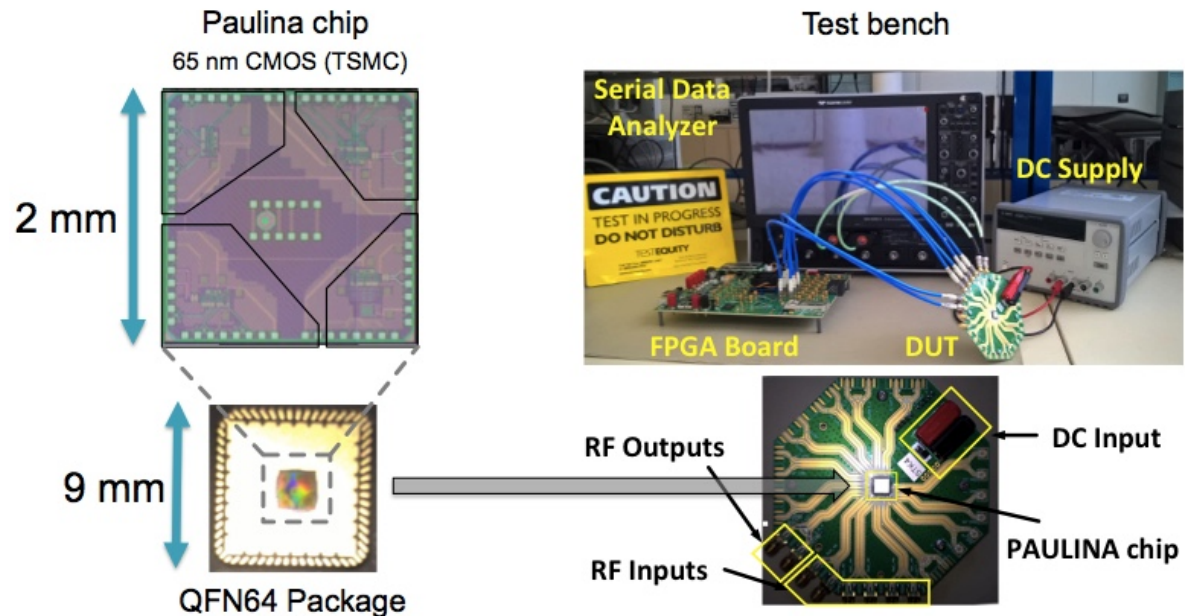 Paulina chip
65 nm CMOS (TSMC)
2 mm
9 mm
QFN64 Package
Test bench
Serial Data
Analyzer
DC Supply
CAUTION
TEST IN PROGRESS
DO NOT DISTURB
TESTEQUITY
FPGA Board
DUT
RF Outputs
DC Input
RF Inputs
PAULINA chip